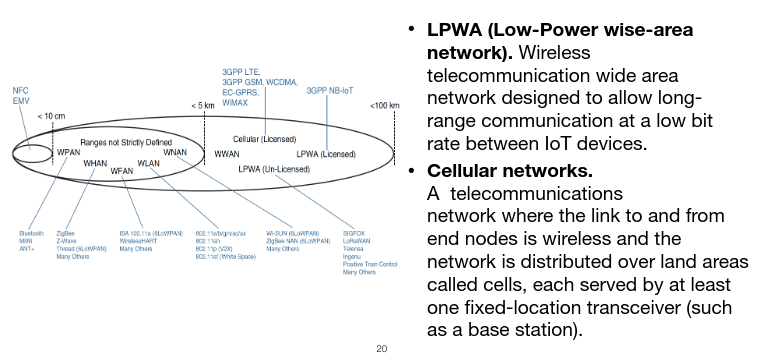 3GPP LTE,
3GPP GSM, WCDMA,
EC-GPRS,
WiMAX
3GPP NB-IoT
NFC
EMV
< 10 cm
< 5 km
<100 km
Ranges not Strictly Defined
WPAN
WHAN
WFAN
WLAN
WNAN
Cellular (Licensed)
WWAN
LPWA (Licensed)
LPWA (Un-Licensed)
Bluetooth
MiWi
ANT+
ZigBee
Z-Wave
Thread (6LoWPAN)
Many Others
ISA 100.11a (6LoWPAN)
WirelessHART
Many Others
802.11a/b/g/n/ac/ax
802.11ah
802.11p (V2X)
802.11af (White Space)
WI-SUN (6LoWPAN)
ZigBee NAN (6LoWPAN)
Many Others
SIGFOX
LoRaWAN
Telensa
Ingenu
Positive Train Control
Many Others
• LPWA (Low-Power wise-area
network). Wireless
telecommunication wide area
network designed to allow long-
range communication at a low bit
rate between IoT devices.
• Cellular networks.
A telecommunications
network where the link to and from
end nodes is wireless and the
network is distributed over land areas
called cells, each served by at least
one fixed-location transceiver (such
as a base station).
20